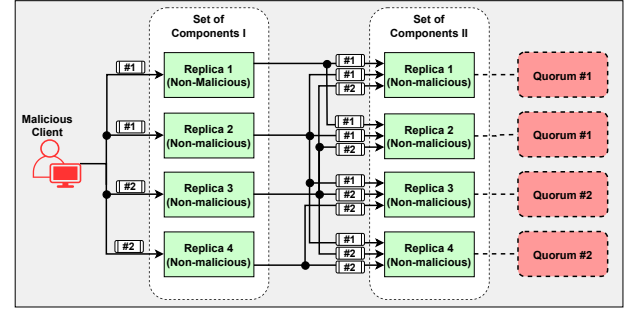 Set of
Components I
Set of
Components II
Malicious
Client
#1
#1
#2
#2
Replica 1
(Non-Malicious)
Replica 2
(Non-malicious)
Replica 3
(Non-malicious)
Replica 4
(Non-malicious)
#1
#1
#2
#1
#1
#2
#1
#2
#2
#1
#2
#2
Replica 1
(Non-malicious)
Replica 2
(Non-malicious)
Replica 3
(Non-malicious)
Replica 4
(Non-malicious)
Quorum #1
Quorum #1
Quorum #2
Quorum #2